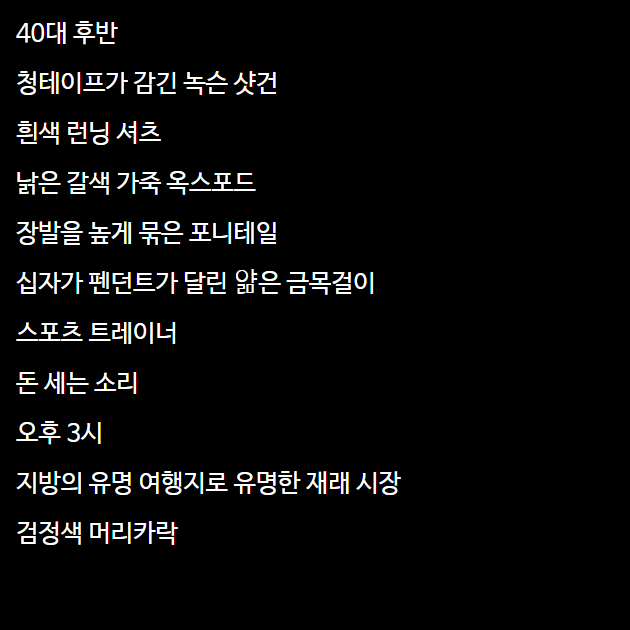 40대 후반
청테이프가 감긴 녹슨 샷건
흰색 런닝 셔츠
낡은 갈색 가죽 옥스포드
장발을 높게 묶은 포니테일
십자가 펜던트가 달린 얇은 금목걸이
스포츠 트레이너
돈 세는 소리
오후 3시
지방의 유명 여행지로 유명한 재래 시장
검정색 머리카락